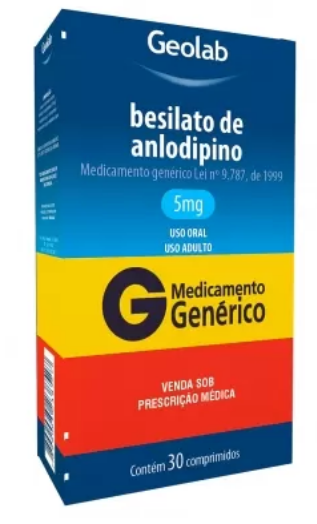 Geolab
besilato de
anlodipino
Medicamento genérico Lei nº 9.787, de 1999
5mg
USO ORAL
USO ADULTO
G Medicamento
Genérico
VENDA SOB
PRESCRIÇÃO MÉDICA
Contém 30 comprimidos